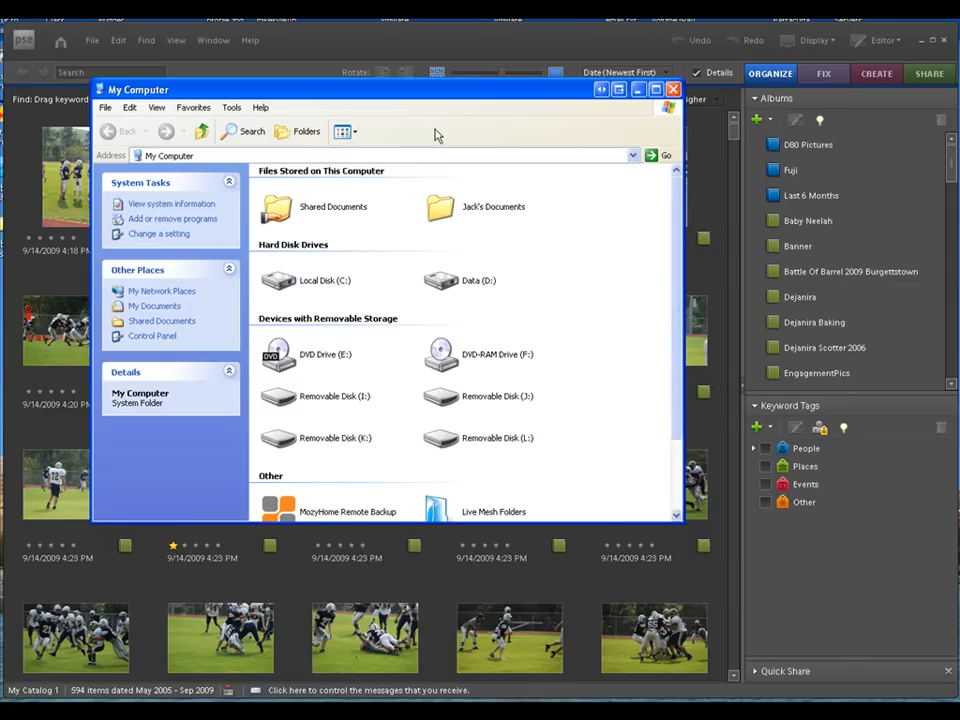 pse File Edit Find View Window Help Undo Redo Display Editor
Search Rotate: Date (Newest First) Details ORGANIZE FIX CREATE SHARE
Find: Drag keyword
igher
My Computer
File Edit View Favorites Tools Help
Back Search Folders
Address My Computer Go
System Tasks
View system information
Add or remove programs
Change a setting
Other Places
My Network Places
My Documents
Shared Documents
Control Panel
Details
My Computer
System Folder
Files Stored on This Computer
Shared Documents Jack's Documents
Hard Disk Drives
Local Disk (C:) Data (D:)
Devices with Removable Storage
DVD
DVD Drive (E:) DVD-RAM Drive (F:)
Removable Disk (I:) Removable Disk (J:)
Removable Disk (K:) Removable Disk (L:)
Other
MozyHome Remote Backup Live Mesh Folders
Albums
D80 Pictures
Fuji
Last 6 Months
Baby Neelah
Banner
Battle Of Barrel 2009 Burgettstown
Dejanira
Dejanira Baking
Dejanira Scotter 2006
EngagementPics
Keyword Tags
People
Places
Events
Other
Quick Share
9/14/2009 4:18 PM
9/14/2009 4:20 PM
9/14/2009 4:23 PM 9/14/2009 4:23 PM 9/14/2009 4:23 PM 9/14/2009 4:23 PM 9/14/2009 4:23 PM
My Catalog 1 594 items dated May 2005 - Sep 2009 Click here to control the messages that you receive.